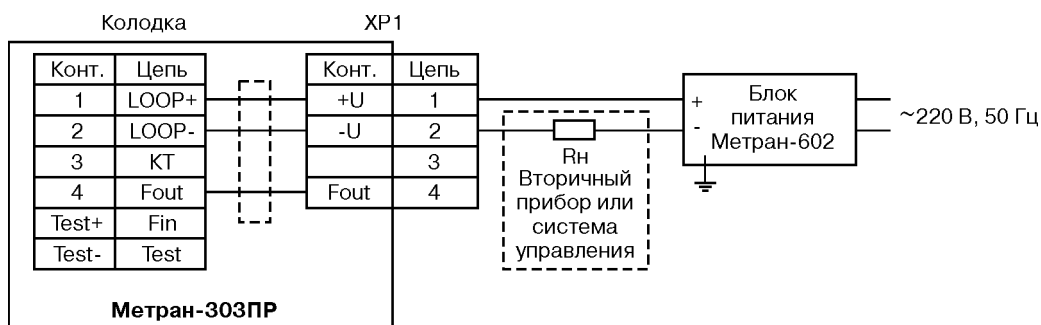 Колодка XP1
Конт. Цепь Конт. Цепь
1 LOOP+ +U 1
2 LOOP- -U 2
3 КТ 3
4 Fout Fout 4
Test+ Fin
Test- Test
Метран-303ПР
Rн
Вторичный
прибор или
система
управления
+
-
Блок
питания
Метран-602
~220 В, 50 Гц